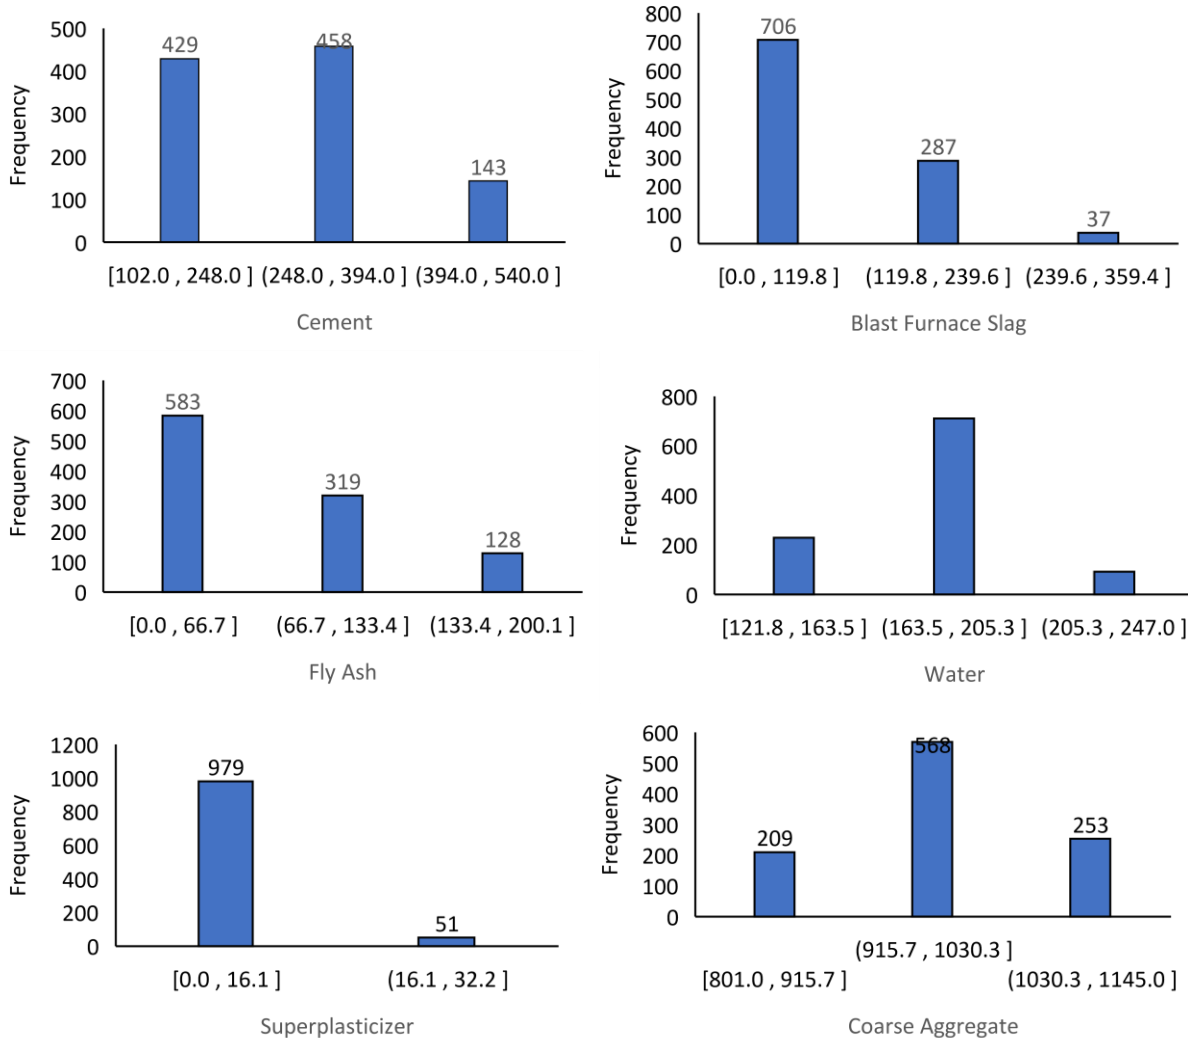 500
400
300
200
100
0
Frequency
429
458
143
[102.0 , 248.0 ] (248.0 , 394.0 ] (394.0 , 540.0 ]
Cement
800
700
600
500
400
300
200
100
0
Frequency
706
287
37
[0.0 , 119.8 ] (119.8 , 239.6 ] (239.6 , 359.4 ]
Blast Furnace Slag
700
600
500
400
300
200
100
0
Frequency
583
319
128
[0.0 , 66.7 ] (66.7 , 133.4 ] (133.4 , 200.1 ]
Fly Ash
800
600
400
200
0
Frequency
[121.8 , 163.5 ] (163.5 , 205.3 ] (205.3 , 247.0 ]
Water
1200
1000
800
600
400
200
0
Frequency
979
51
[0.0 , 16.1 ] (16.1 , 32.2 ]
Superplasticizer
600
500
400
300
200
100
0
Frequency
209
568
253
(915.7 , 1030.3 ]
[801.0 , 915.7 ] (1030.3 , 1145.0 ]
Coarse Aggregate